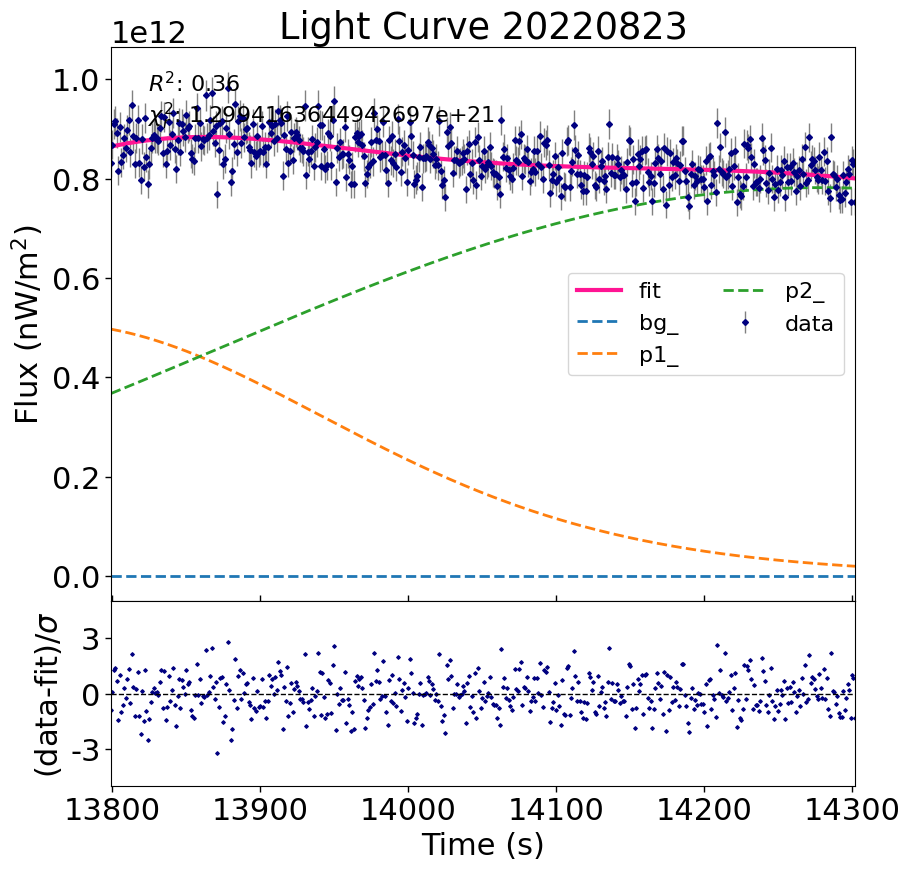 Light Curve 20220823
1e12
R²: 0.36
χ²: 1.2994163644942697e+21
1.0
0.8
0.6
0.4
0.2
0.0
Flux (nW/m²)
fit
bg_
p1_
p2_
data
3
0
-3
(data-fit)/σ
13800 13900 14000 14100 14200 14300
Time (s)